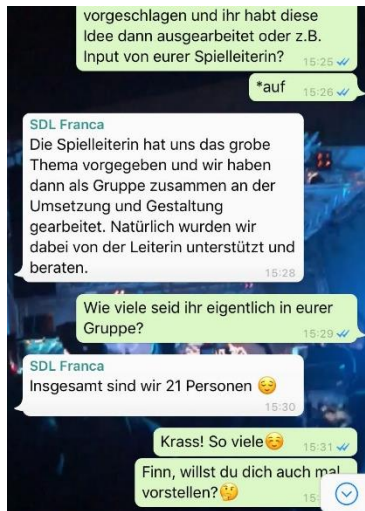 vorgeschlagen und ihr habt diese
Idee dann ausgearbeitet oder z.B.
Input von eurer Spielleiterin?
15:25
*auf
15:26
SDL Franca
Die Spielleiterin hat uns das grobe
Thema vorgegeben und wir haben
dann als Gruppe zusammen an der
Umsetzung und Gestaltung
gearbeitet. Natürlich wurden wir
dabei von der Leiterin unterstützt und
beraten.
15:28
Wie viele seid ihr eigentlich in eurer
Gruppe?
15:29
SDL Franca
Insgesamt sind wir 21 Personen 😌
15:30
Krass! So viele☺️
15:31
Finn, willst du dich auch mal
vorstellen?🤔